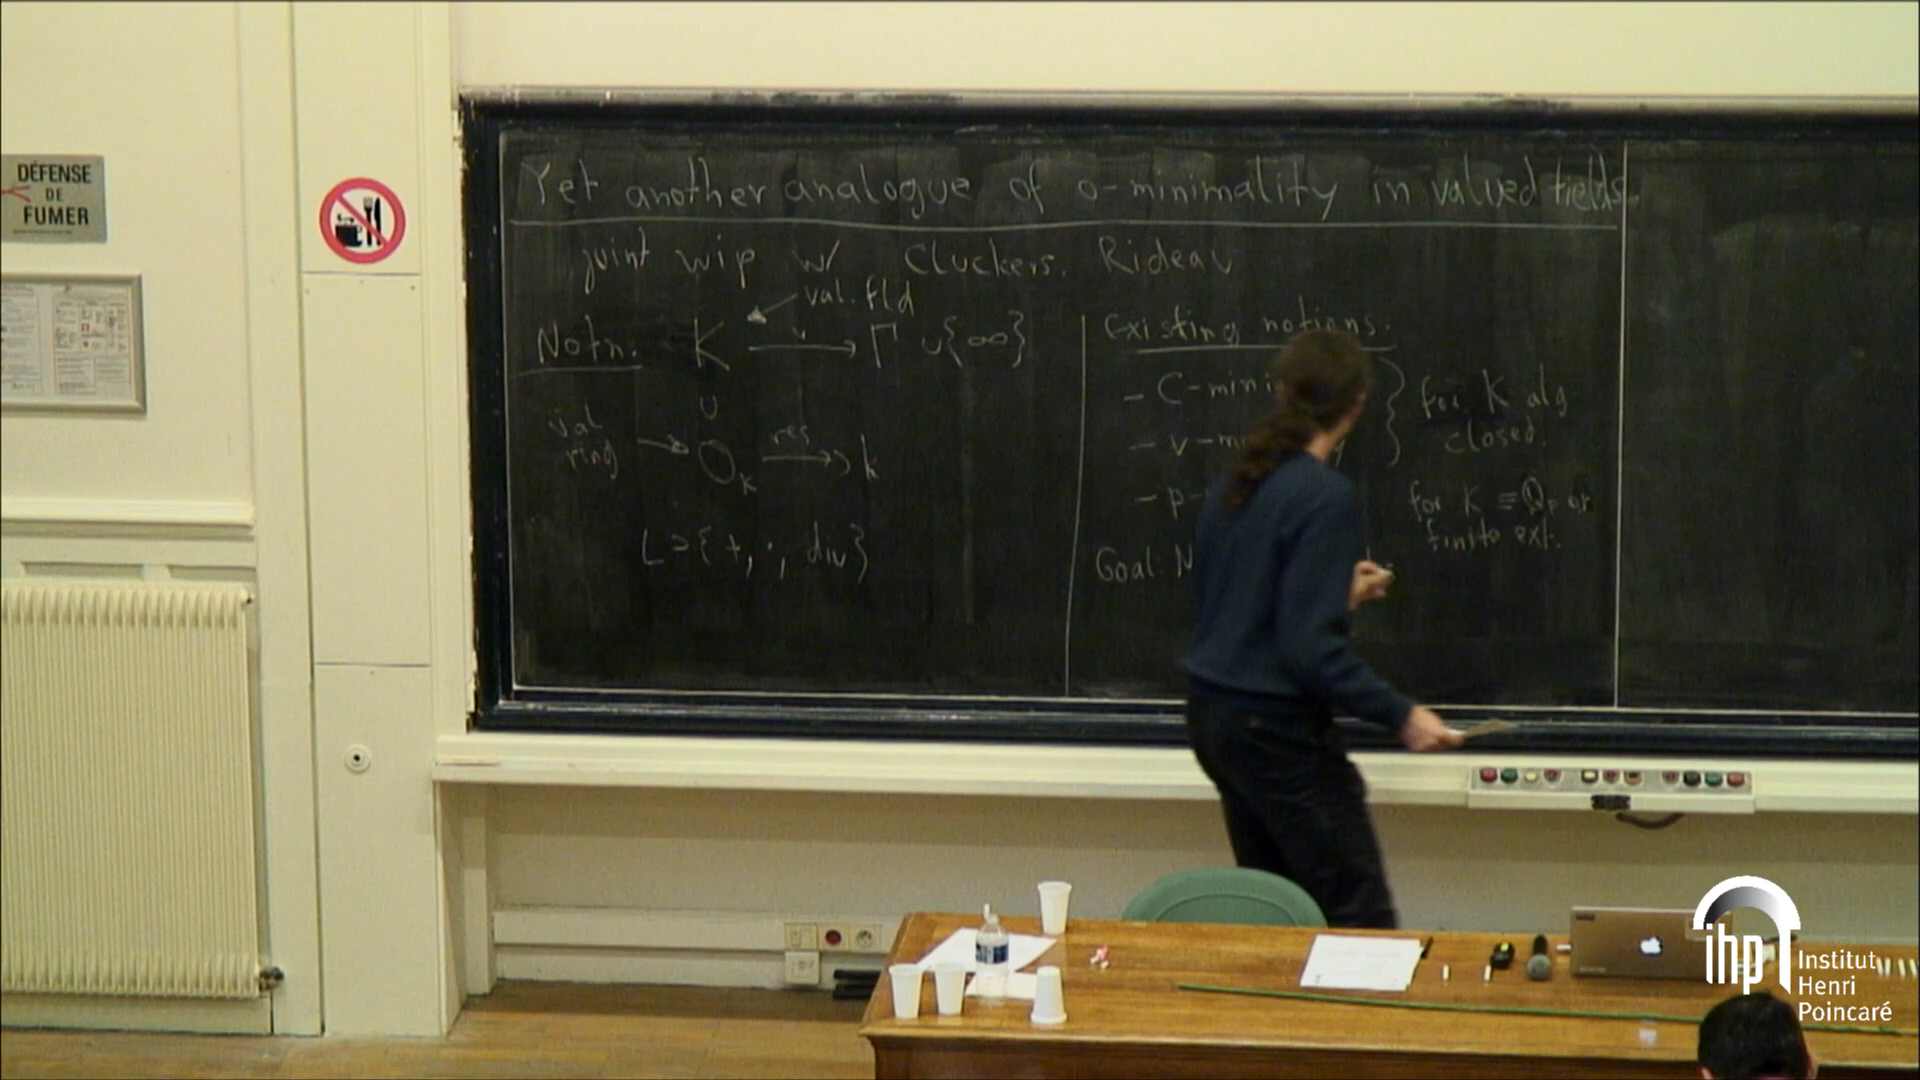 DÉFENSE
DE
FUMER
Yet another analogue of o-minimality in valued fields.
joint wip w/ Cluckers, Rideau
Notn: K v→ Γ ∪{∞}
val. fld
∪
val ring → O_K res→ k
L ⊃ {+, ·, div}
Existing notions:
- C-mini
- v-m
} for K alg closed.
- p-
for K ≡ Q_p or finite ext.
Goal: N
ihp Institut
Henri
Poincaré